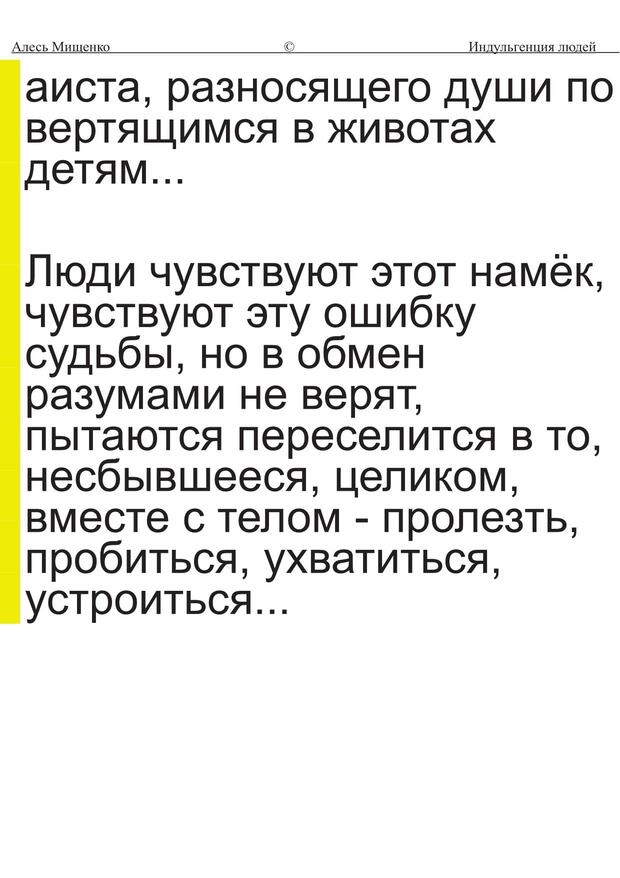 Алесь Мищенко © Индульгенция людей
аиста, разносящего души по
вертящимся в животах
детям...
Люди чувствуют этот намёк,
чувствуют эту ошибку
судьбы, но в обмен
разумами не верят,
пытаются переселится в то,
несбывшееся, целиком,
вместе с телом - пролезть,
пробиться, ухватиться,
устроиться...